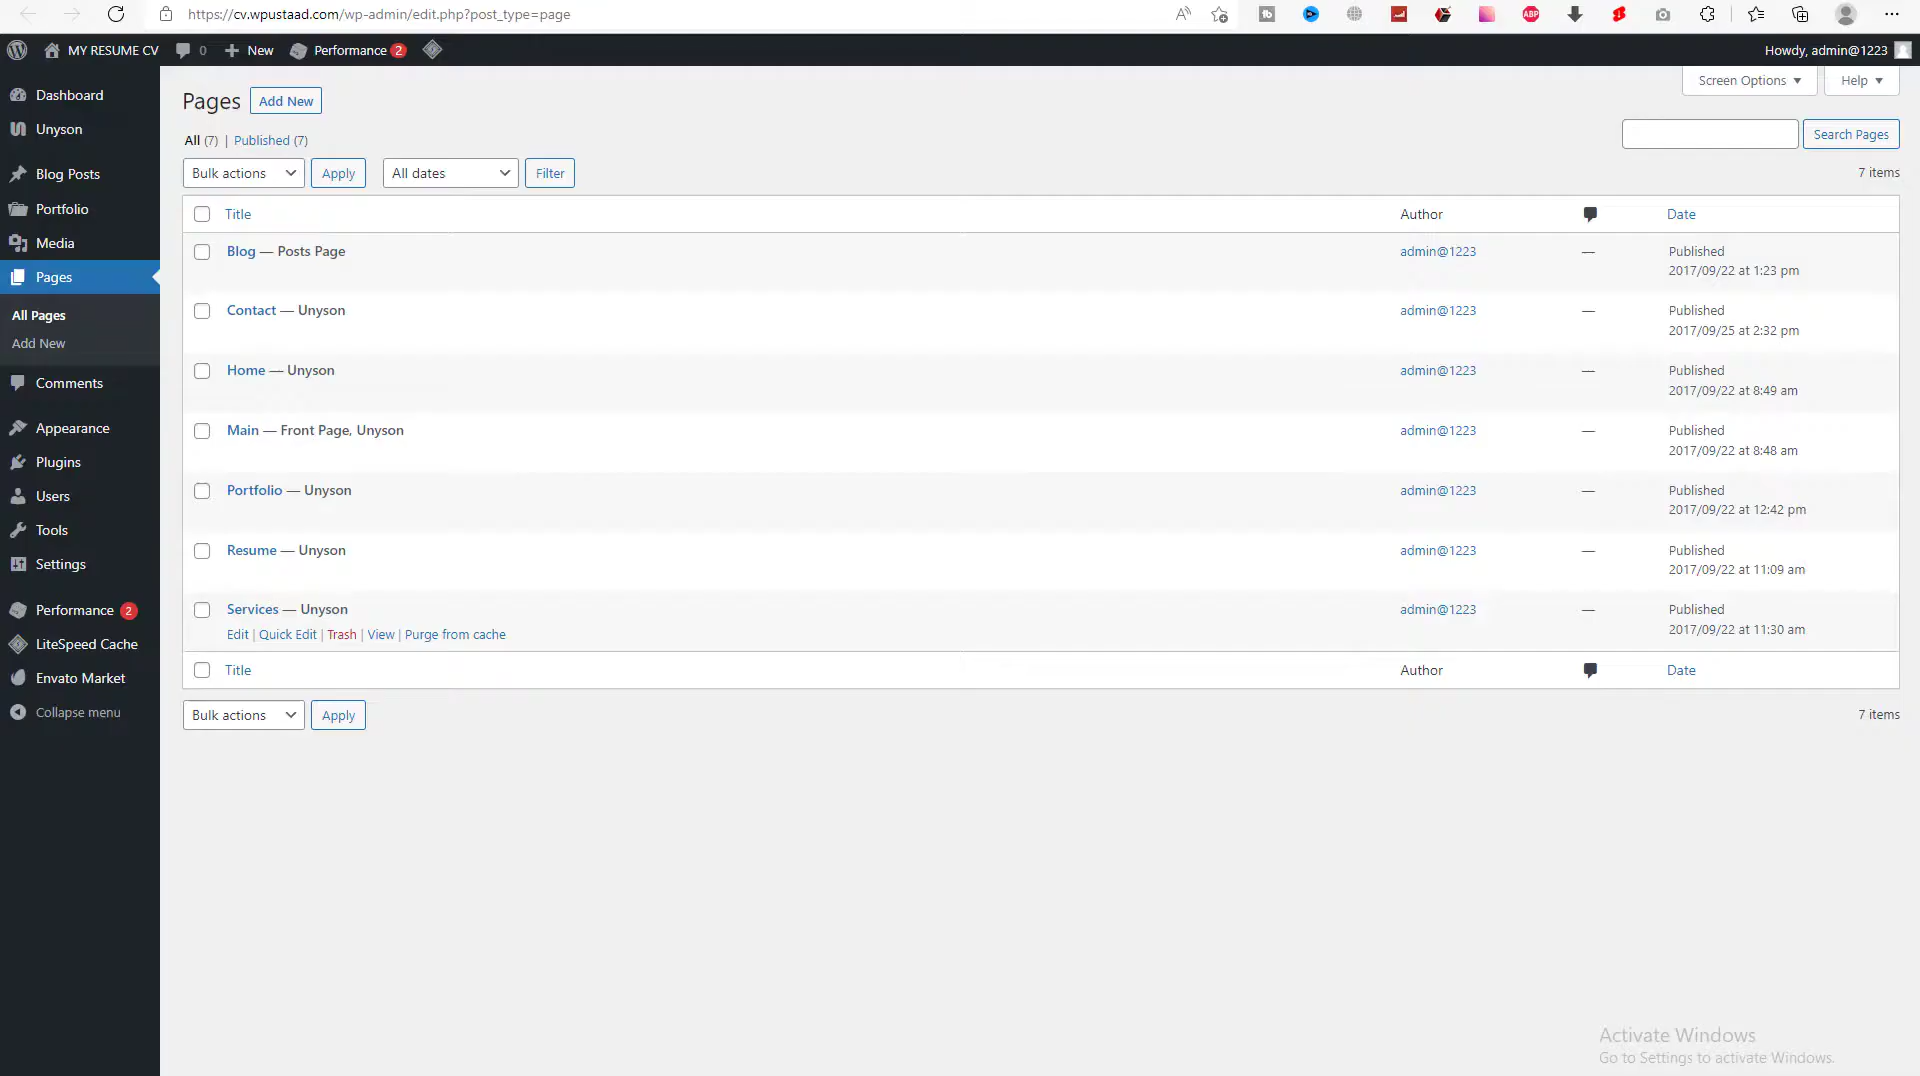 https://cv.wpustaad.com/wp-admin/edit.php?post_type=page
MY RESUME CV 0 New Performance 2
Howdy, admin@1223
Dashboard
Unyson
Blog Posts
Portfolio
Media
Pages
All Pages
Add New
Comments
Appearance
Plugins
Users
Tools
Settings
Performance 2
LiteSpeed Cache
Envato Market
Collapse menu
Screen Options Help
Pages Add New
All (7) | Published (7)
Search Pages
Bulk actions Apply All dates Filter 7 items
Title Author Date
Blog — Posts Page admin@1223 — Published
2017/09/22 at 1:23 pm
Contact — Unyson admin@1223 — Published
2017/09/25 at 2:32 pm
Home — Unyson admin@1223 — Published
2017/09/22 at 8:49 am
Main — Front Page, Unyson admin@1223 — Published
2017/09/22 at 8:48 am
Portfolio — Unyson admin@1223 — Published
2017/09/22 at 12:42 pm
Resume — Unyson admin@1223 — Published
2017/09/22 at 11:09 am
Services — Unyson admin@1223 — Published
Edit | Quick Edit | Trash | View | Purge from cache 2017/09/22 at 11:30 am
Title Author Date
Bulk actions Apply 7 items
Activate Windows
Go to Settings to activate Windows.